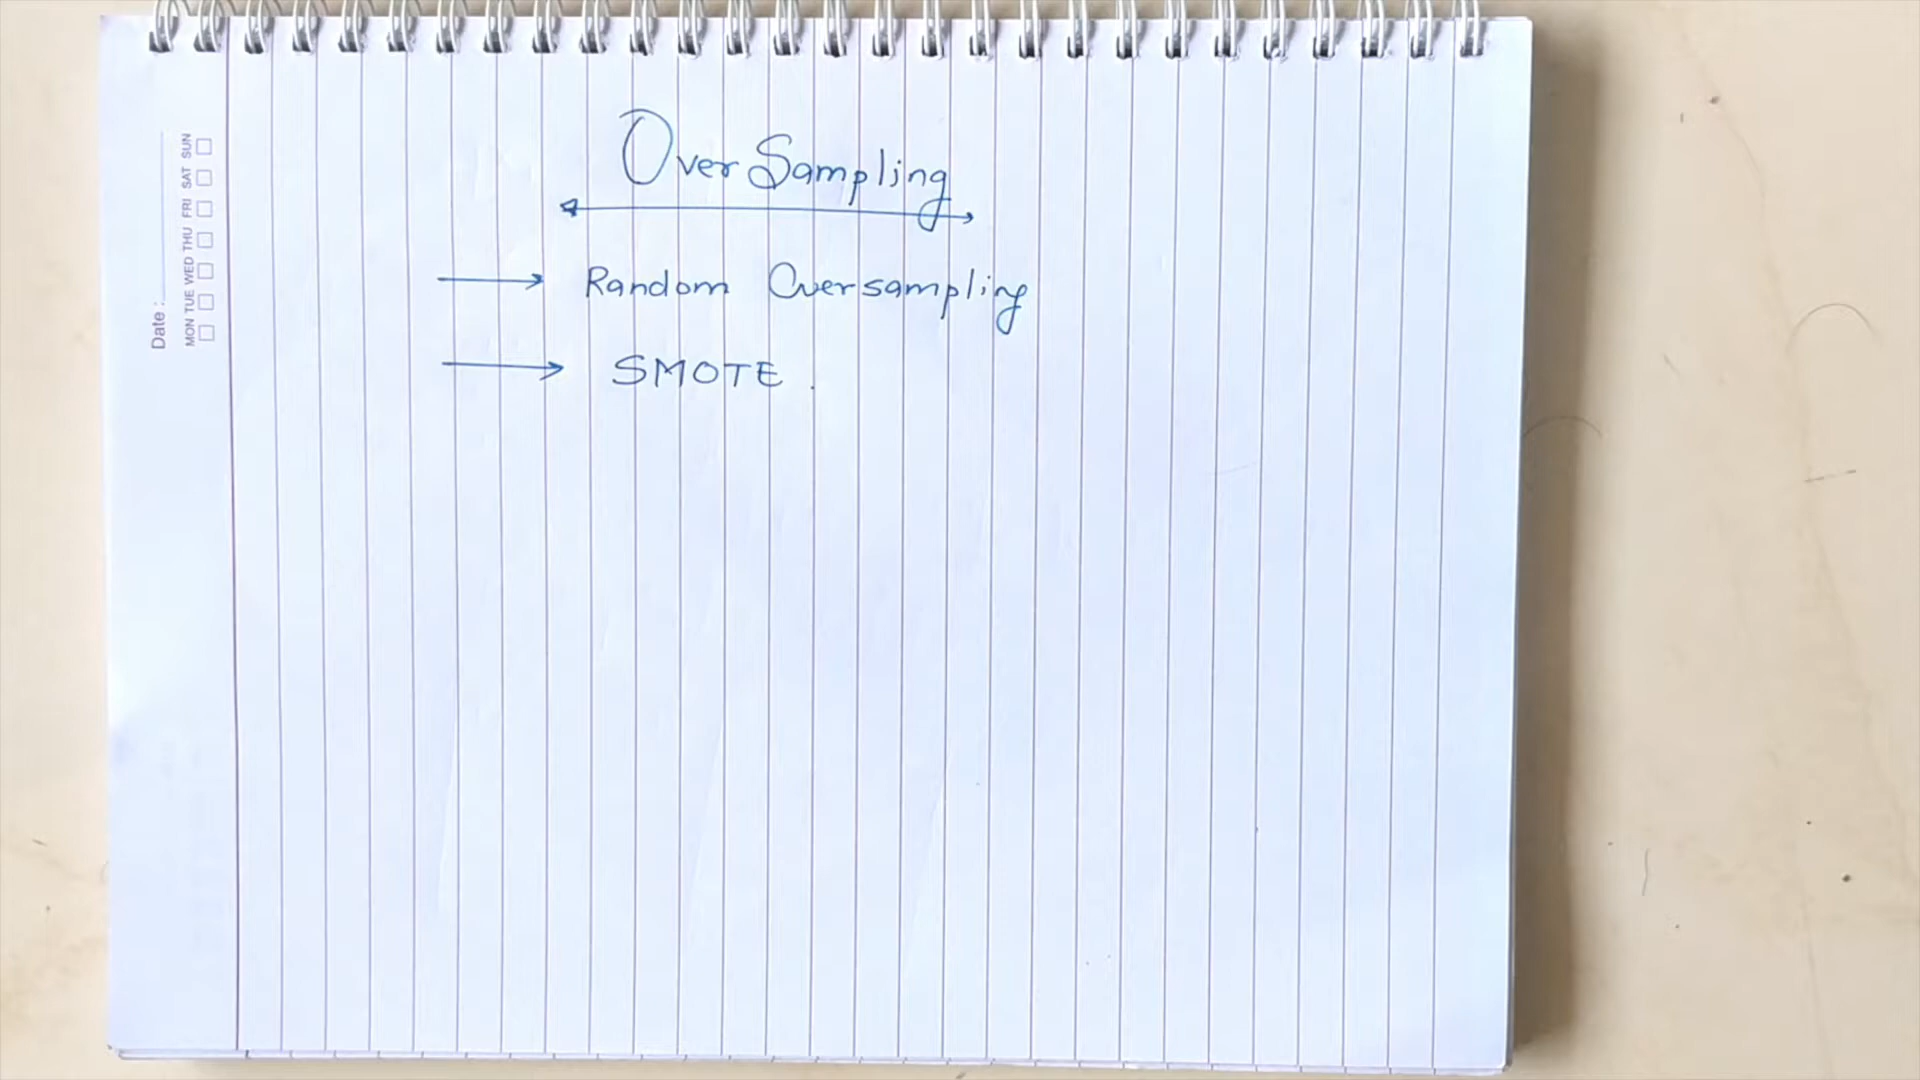 Over Sampling
Random Oversampling
SMOTE.
Date :
MON TUE WED THU FRI SAT SUN